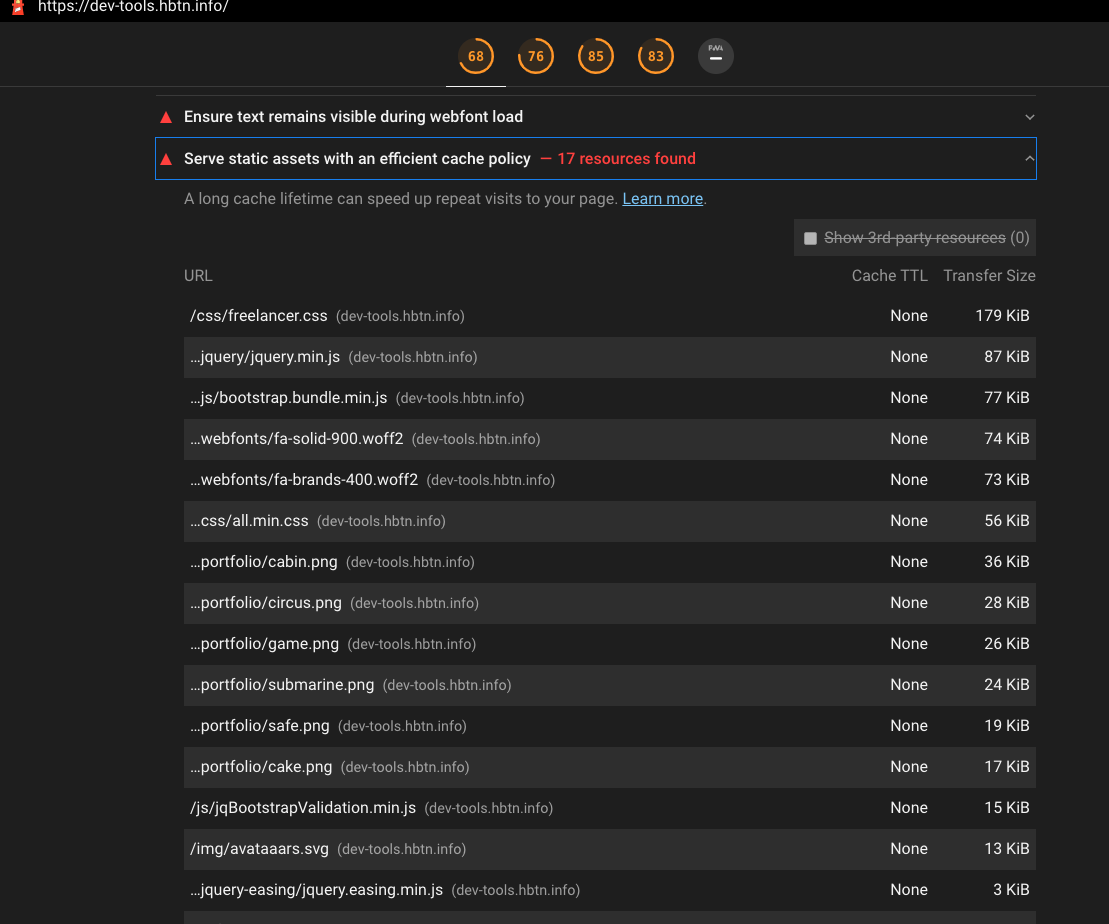 https://dev-tools.hbtn.info/
68 76 85 83 PWA
Ensure text remains visible during webfont load
Serve static assets with an efficient cache policy — 17 resources found
A long cache lifetime can speed up repeat visits to your page. Learn more.
Show 3rd-party resources (0)
URL Cache TTL Transfer Size
/css/freelancer.css (dev-tools.hbtn.info) None 179 KiB
…jquery/jquery.min.js (dev-tools.hbtn.info) None 87 KiB
…js/bootstrap.bundle.min.js (dev-tools.hbtn.info) None 77 KiB
…webfonts/fa-solid-900.woff2 (dev-tools.hbtn.info) None 74 KiB
…webfonts/fa-brands-400.woff2 (dev-tools.hbtn.info) None 73 KiB
…css/all.min.css (dev-tools.hbtn.info) None 56 KiB
…portfolio/cabin.png (dev-tools.hbtn.info) None 36 KiB
…portfolio/circus.png (dev-tools.hbtn.info) None 28 KiB
…portfolio/game.png (dev-tools.hbtn.info) None 26 KiB
…portfolio/submarine.png (dev-tools.hbtn.info) None 24 KiB
…portfolio/safe.png (dev-tools.hbtn.info) None 19 KiB
…portfolio/cake.png (dev-tools.hbtn.info) None 17 KiB
/js/jqBootstrapValidation.min.js (dev-tools.hbtn.info) None 15 KiB
/img/avataaars.svg (dev-tools.hbtn.info) None 13 KiB
…jquery-easing/jquery.easing.min.js (dev-tools.hbtn.info) None 3 KiB